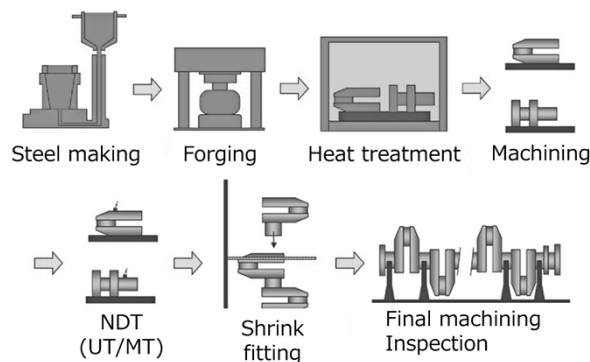 Steel making
Forging
Heat treatment
Machining
NDT
(UT/MT)
Shrink
fitting
Final machining
Inspection